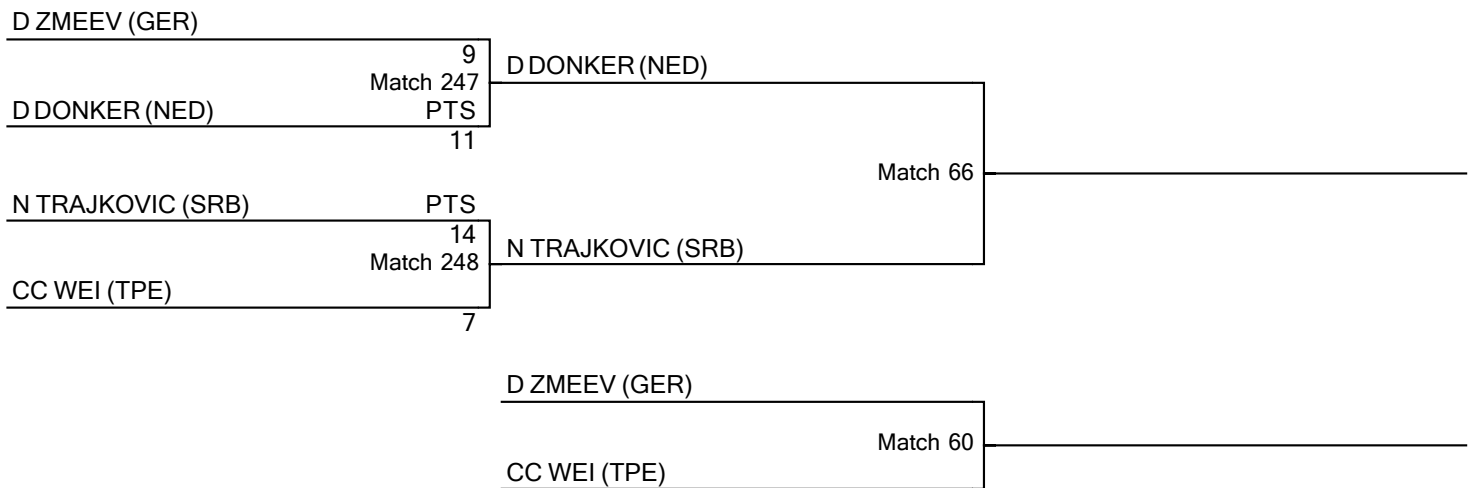 D ZMEEV (GER)
9
D DONKER (NED)
Match 247
D DONKER (NED) PTS
11
Match 66
N TRAJKOVIC (SRB) PTS
14
N TRAJKOVIC (SRB)
Match 248
CC WEI (TPE)
7
D ZMEEV (GER)
Match 60
CC WEI (TPE)